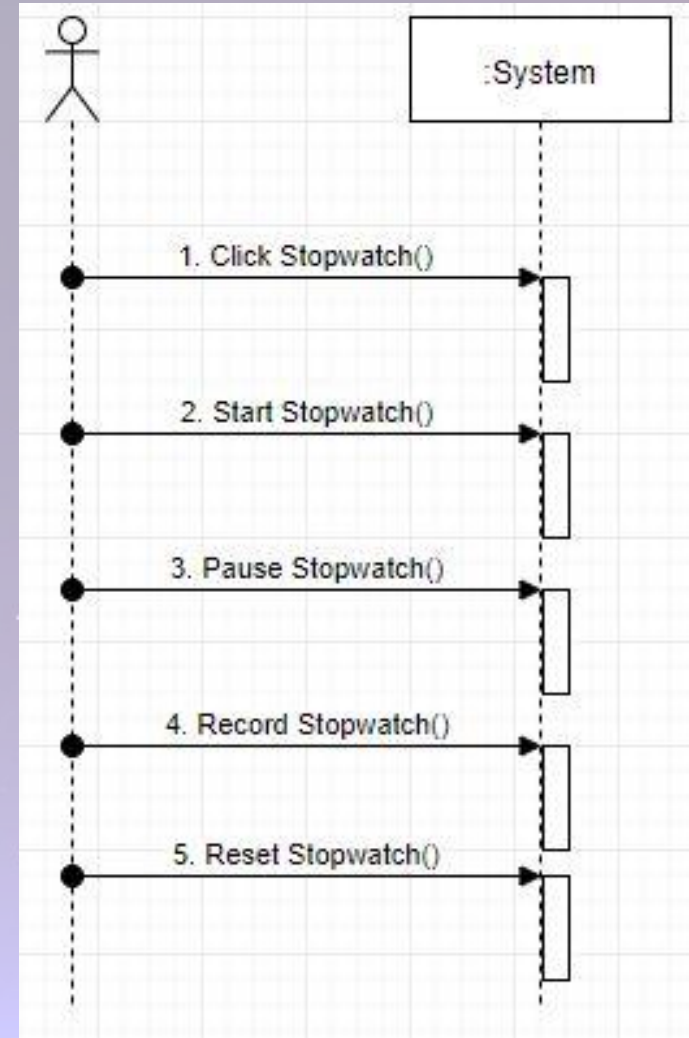 :System
1. Click Stopwatch()
2. Start Stopwatch()
3. Pause Stopwatch()
4. Record Stopwatch()
5. Reset Stopwatch()